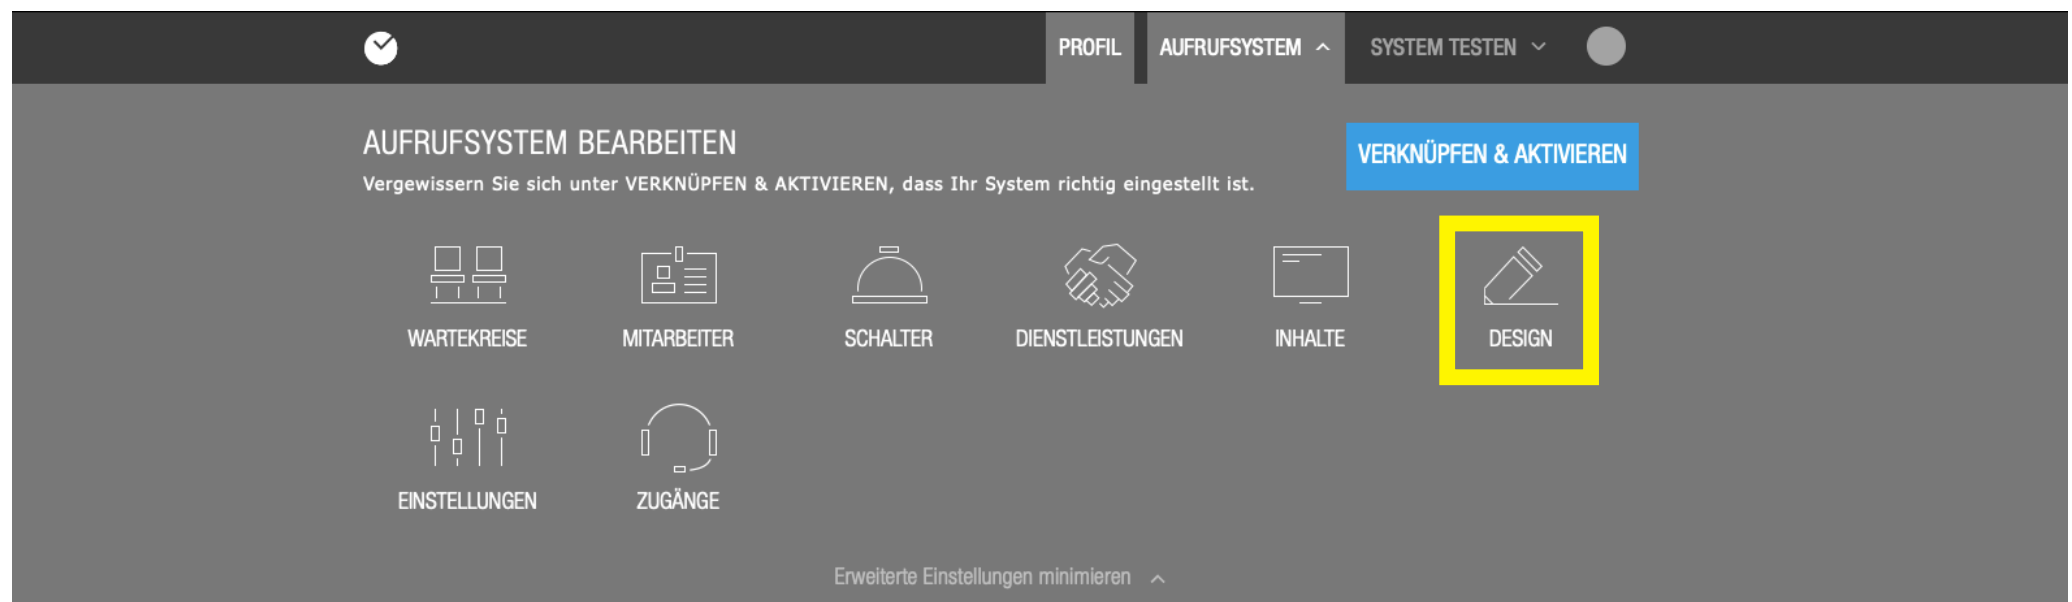 PROFIL AUFRUFSYSTEM SYSTEM TESTEN
AUFRUFSYSTEM BEARBEITEN
VERKNÜPFEN & AKTIVIEREN
Vergewissern Sie sich unter VERKNÜPFEN & AKTIVIEREN, dass Ihr System richtig eingestellt ist.
WARTEKREISE MITARBEITER SCHALTER DIENSTLEISTUNGEN INHALTE DESIGN
EINSTELLUNGEN ZUGÄNGE
Erweiterte Einstellungen minimieren